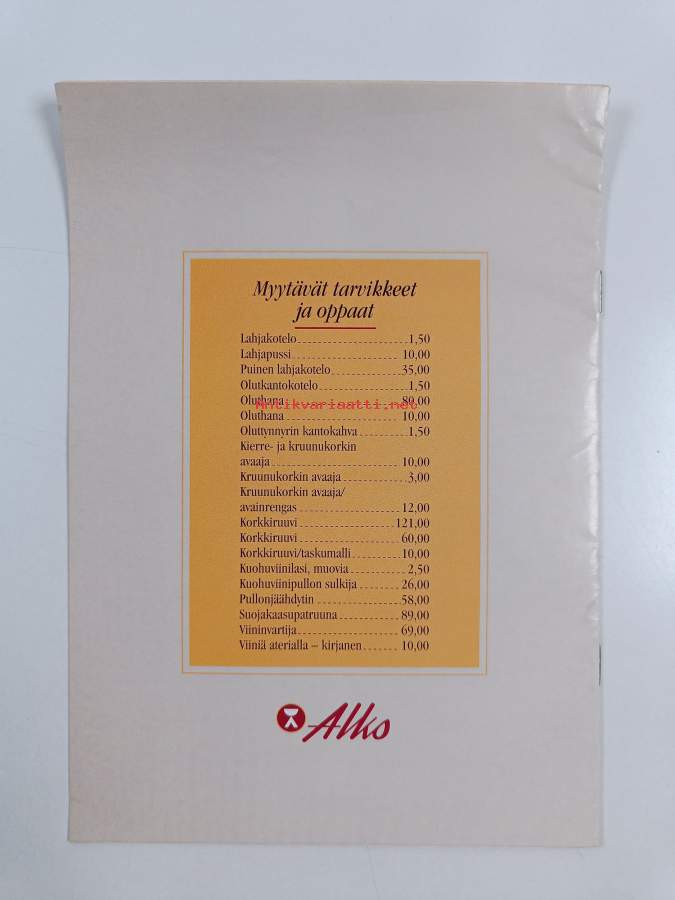 Myytävät tarvikkeet
ja oppaat
Lahjakotelo 1,50
Lahjapussi 10,00
Puinen lahjakotelo 35,00
Olutkantokotelo 1,50
Oluthana 80,00
Antikvariaatti.net
Oluthana 10,00
Oluttynnyrin kantokahva 1,50
Kierre- ja kruunukorkin
avaaja 10,00
Kruunukorkin avaaja 3,00
Kruunukorkin avaaja/
avainrengas 12,00
Korkkiruuvi 121,00
Korkkiruuvi 60,00
Korkkiruuvi/taskumalli 10,00
Kuohuviinilasi, muovia 2,50
Kuohuviinipullon sulkija 26,00
Pullonjäähdytin 58,00
Suojakaasupatruuna 89,00
Viininvartija 69,00
Viiniä aterialla – kirjanen 10,00
Alko